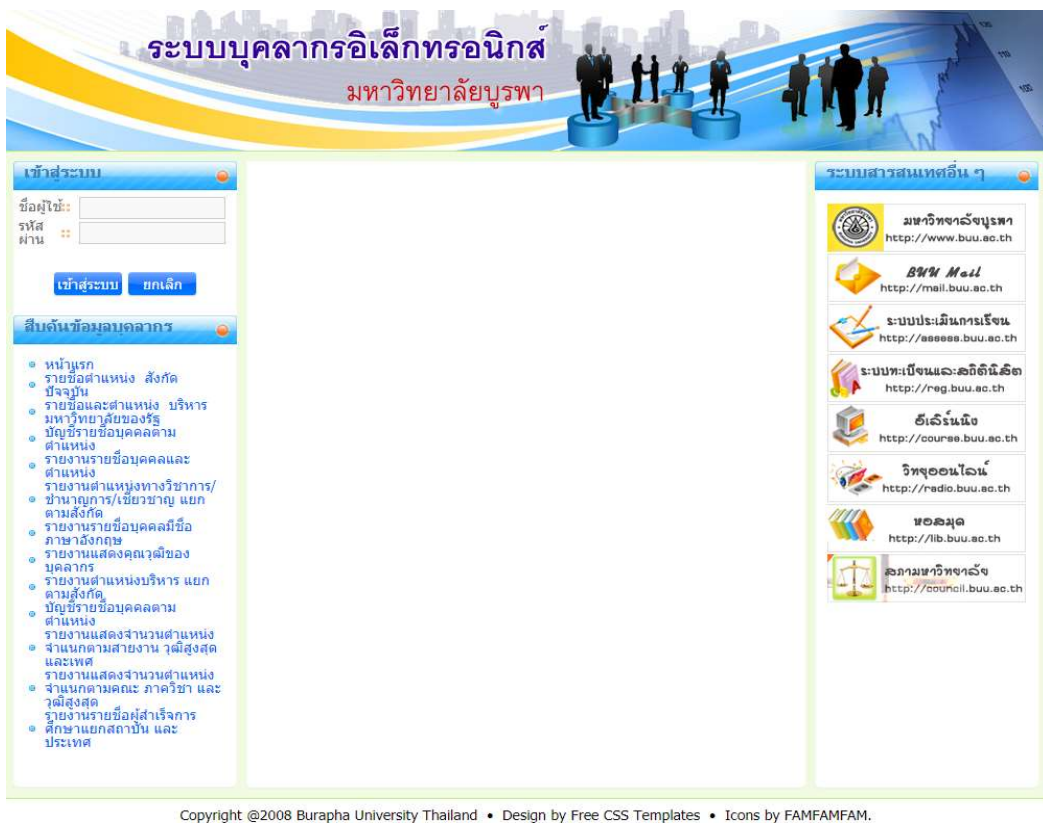 ระบบบุคลากรอิเล็กทรอนิกส์
มหาวิทยาลัยบูรพา
เข้าสู่ระบบ
ชื่อผู้ใช้::
รหัส
ผ่าน ::
เข้าสู่ระบบ ยกเลิก
สืบค้นข้อมูลบุคลากร
หน้าแรก
รายชื่อตำแหน่ง สังกัด
ปัจจุบัน
รายชื่อและตำแหน่ง บริหาร
มหาวิทยาลัยของรัฐ
บัญชีรายชื่อบุคคลตาม
ตำแหน่ง
รายงานรายชื่อบุคคลและ
ตำแหน่ง
รายงานตำแหน่งทางวิชาการ/
ชำนาญการ/เชี่ยวชาญ แยก
ตามสังกัด
รายงานรายชื่อบุคคลมีชื่อ
ภาษาอังกฤษ
รายงานแสดงคุณวุฒิของ
บุคลากร
รายงานตำแหน่งบริหาร แยก
ตามสังกัด
บัญชีรายชื่อบุคคลตาม
ตำแหน่ง
รายงานแสดงจำนวนตำแหน่ง
จำแนกตามสายงาน วุฒิสูงสุด
และเพศ
รายงานแสดงจำนวนตำแหน่ง
จำแนกตามคณะ ภาควิชา และ
วุฒิสูงสุด
รายงานรายชื่อผู้สำเร็จการ
ศึกษาแยกสถาบัน และ
ประเทศ
ระบบสารสนเทศอื่น ๆ
มหาวิทยาลัยบูรพา
http://www.buu.ac.th
BUU Mail
http://mail.buu.ac.th
ระบบประเมินการเรียน
http://assess.buu.ac.th
ระบบทะเบียนและสถิตินิสิต
http://reg.buu.ac.th
อีเลิร์นนิง
http://course.buu.ac.th
วิทยุออนไลน์
http://radio.buu.ac.th
หอสมุด
http://lib.buu.ac.th
สภามหาวิทยาลัย
http://council.buu.ac.th
Copyright @2008 Burapha University Thailand • Design by Free CSS Templates • Icons by FAMFAMFAM.